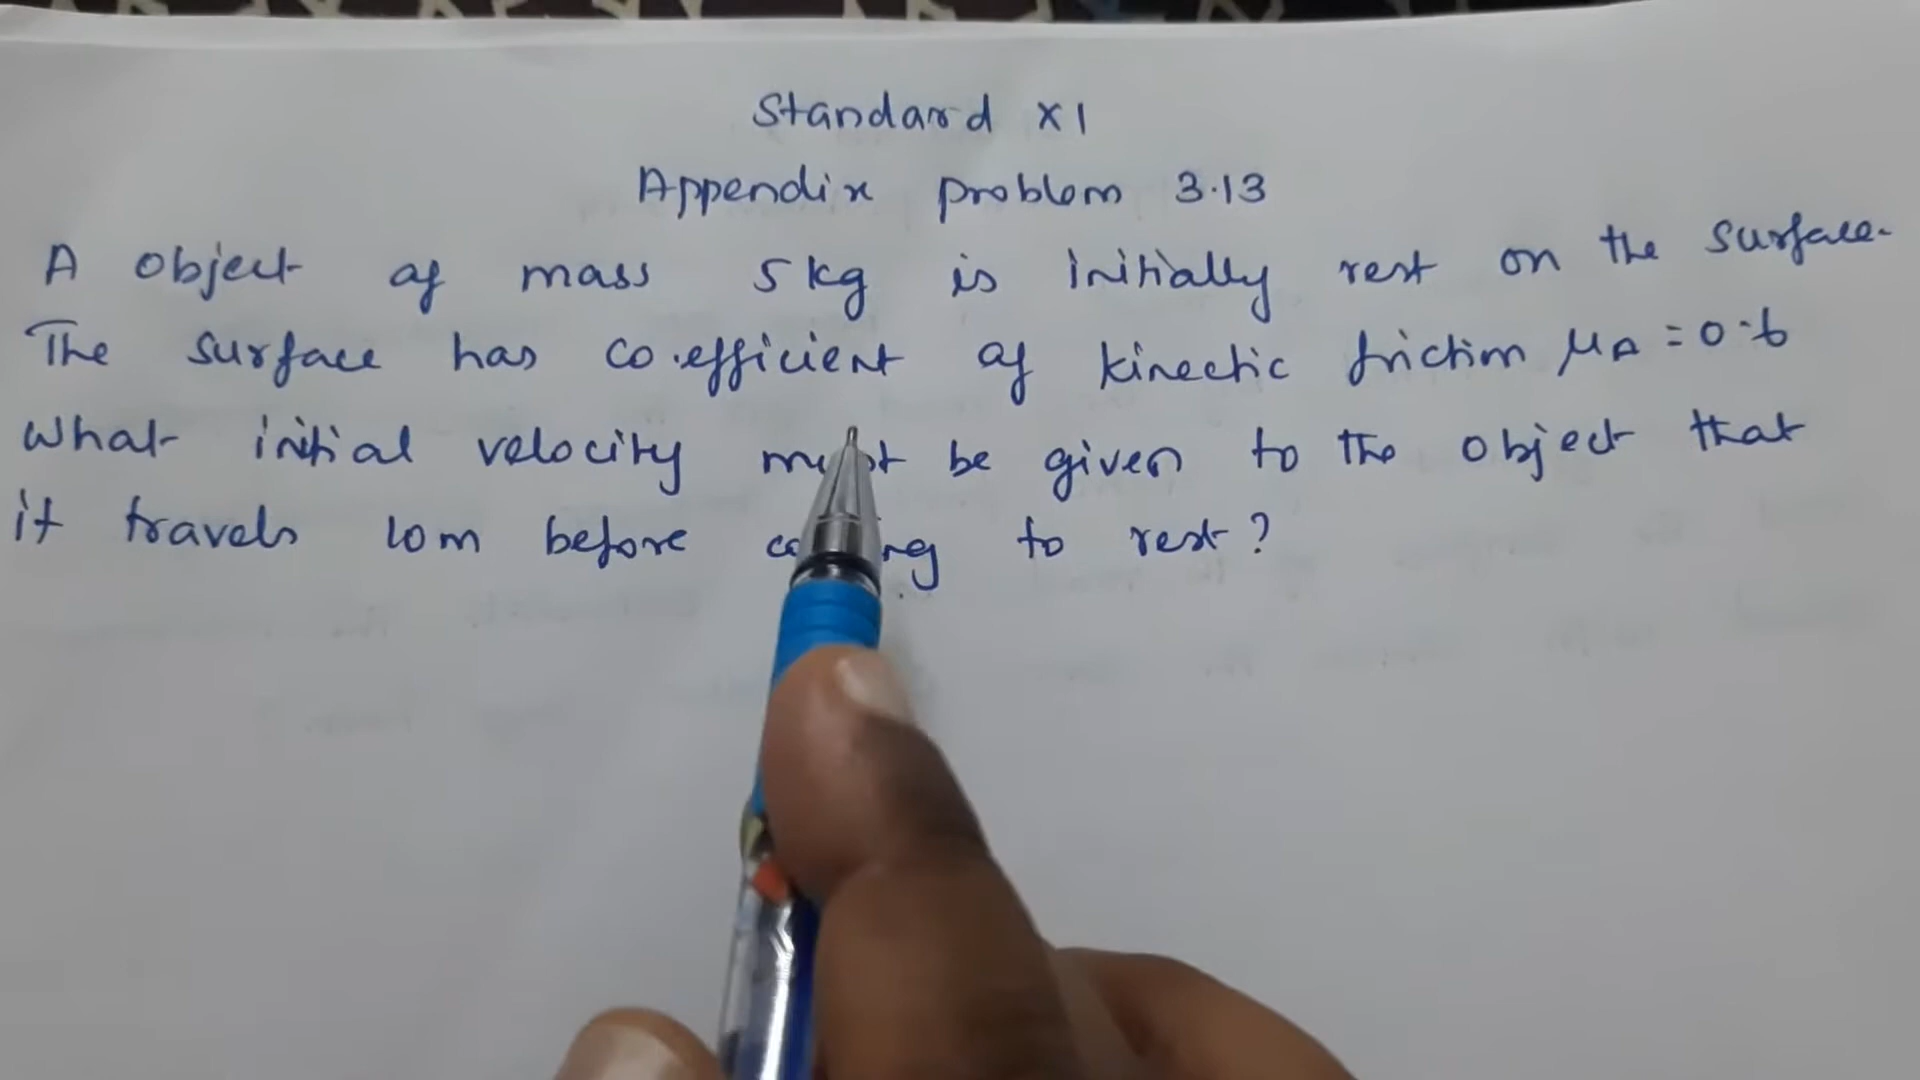 Standard XI
Appendix problem 3.13
A object of mass 5kg is initially rest on the surface.
The surface has co.efficient of kinectic friction μₖ = 0.6
What initial velocity must be given to the object that
it travels 10m before coming to rest?